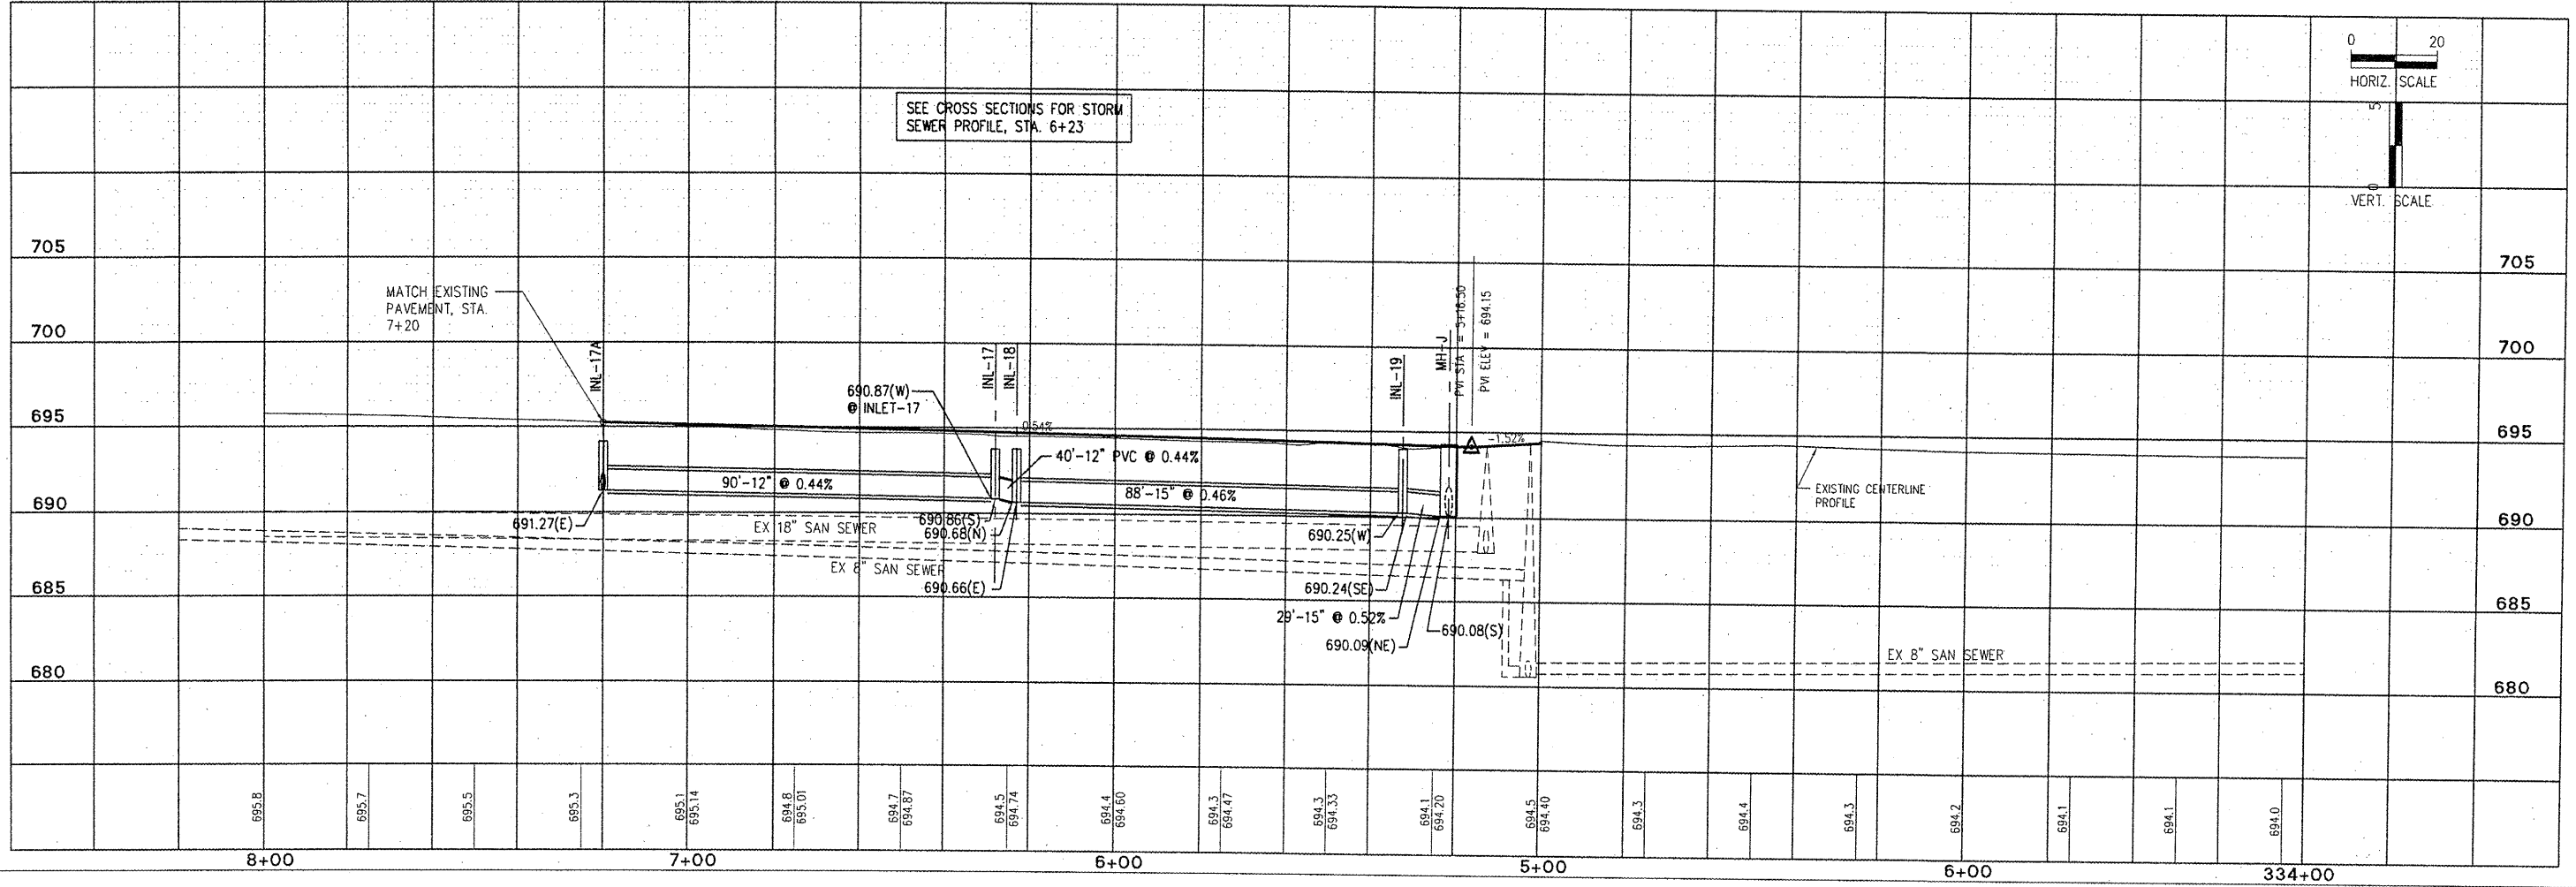 0 20
HORIZ. SCALE
5
0
VERT. SCALE
SEE CROSS SECTIONS FOR STORM
SEWER PROFILE, STA. 6+23
705
705
MATCH EXISTING
PAVEMENT, STA.
7+20
700
700
INL-17A
INL-17
INL-18
INL-19
MH-J
PVI STA = 5+16.50
PVI ELEV = 694.15
690.87(W)
@ INLET-17
695
695
0.54%
-1.52%
40'-12" PVC @ 0.44%
90'-12" @ 0.44%
88'-15" @ 0.46%
EXISTING CENTERLINE
PROFILE
690
690
691.27(E)
EX 18" SAN SEWER
690.86(S)
690.68(N)
690.25(W)
EX 8" SAN SEWER
690.66(E)
690.24(SE)
685
685
29'-15" @ 0.52%
690.08(S)
690.09(NE)
EX 8" SAN SEWER
680
680
695.8
695.7
695.5
695.3
695.1
695.14
694.8
695.01
694.7
694.87
694.5
694.74
694.4
694.60
694.3
694.47
694.3
694.33
694.1
694.20
694.5
694.40
694.3
694.4
694.3
694.2
694.1
694.1
694.0
8+00 7+00 6+00 5+00 6+00 334+00